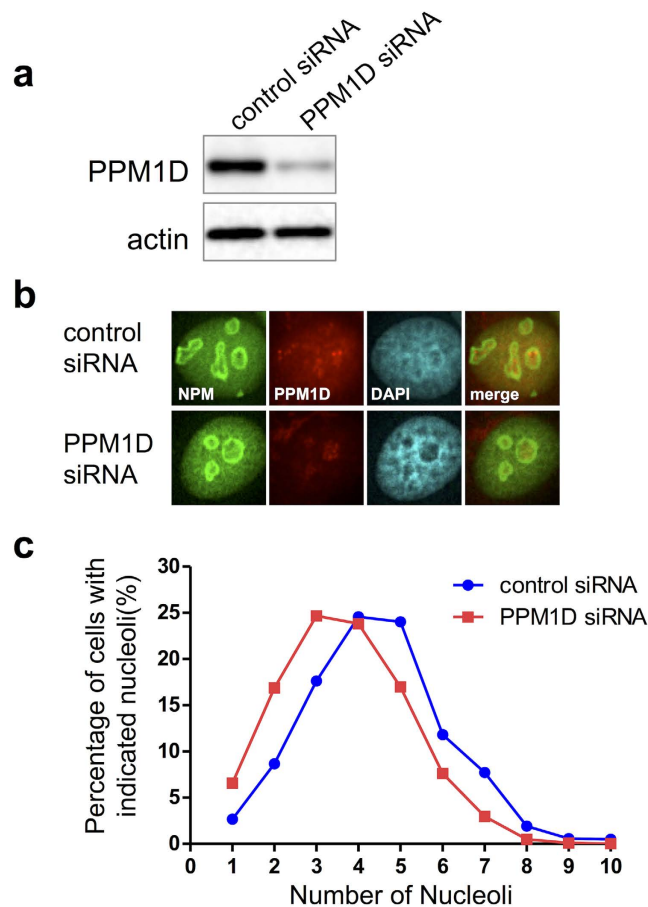 a
control siRNA
PPM1D siRNA
PPM1D
actin
b
control
siRNA
NPM
PPM1D
DAPI
merge
PPM1D
siRNA
c
Percentage of cells with
indicated nucleoli(%)
30
25
20
15
10
5
0
control siRNA
PPM1D siRNA
0 1 2 3 4 5 6 7 8 9 10
Number of Nucleoli